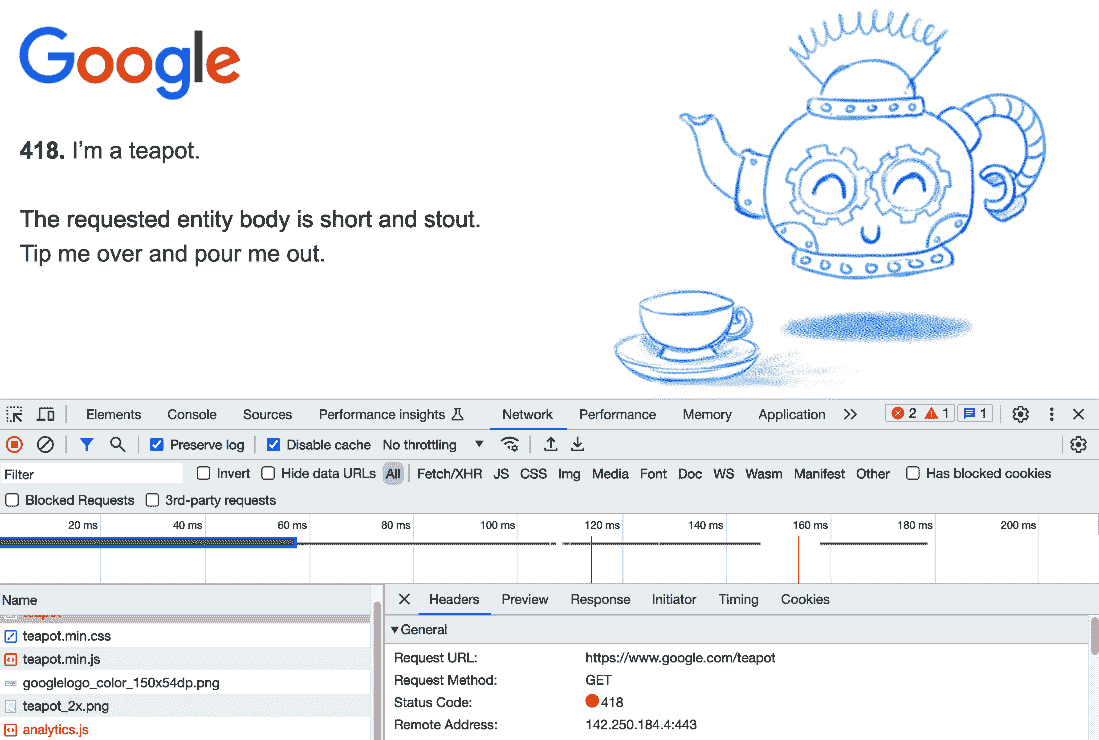 Google
418. I'm a teapot.
The requested entity body is short and stout.
Tip me over and pour me out.
Elements Console Sources Performance insights Network Performance Memory Application 2 1 1
Preserve log Disable cache No throttling
Filter Invert Hide data URLs All Fetch/XHR JS CSS Img Media Font Doc WS Wasm Manifest Other Has blocked cookies
Blocked Requests 3rd-party requests
20 ms 40 ms 60 ms 80 ms 100 ms 120 ms 140 ms 160 ms 180 ms 200 ms
Name
Headers Preview Response Initiator Timing Cookies
teapot.min.css
teapot.min.js
googlelogo_color_150x54dp.png
teapot_2x.png
analytics.js
General
Request URL: https://www.google.com/teapot
Request Method: GET
Status Code: 418
Remote Address: 142.250.184.4:443